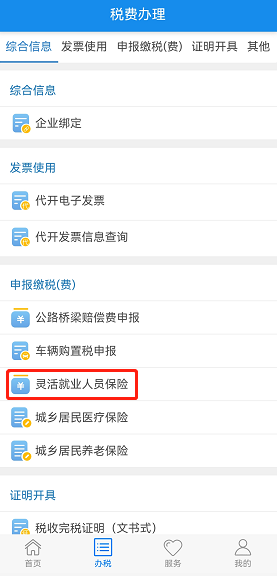 税费办理
综合信息 发票使用 申报缴税(费) 证明开具 其他
综合信息
企业绑定
发票使用
代开电子发票
代开发票信息查询
申报缴税(费)
公路桥梁赔偿费申报
车辆购置税申报
灵活就业人员保险
城乡居民医疗保险
城乡居民养老保险
证明开具
税收完税证明（文书式）
首页 办税 服务 我的